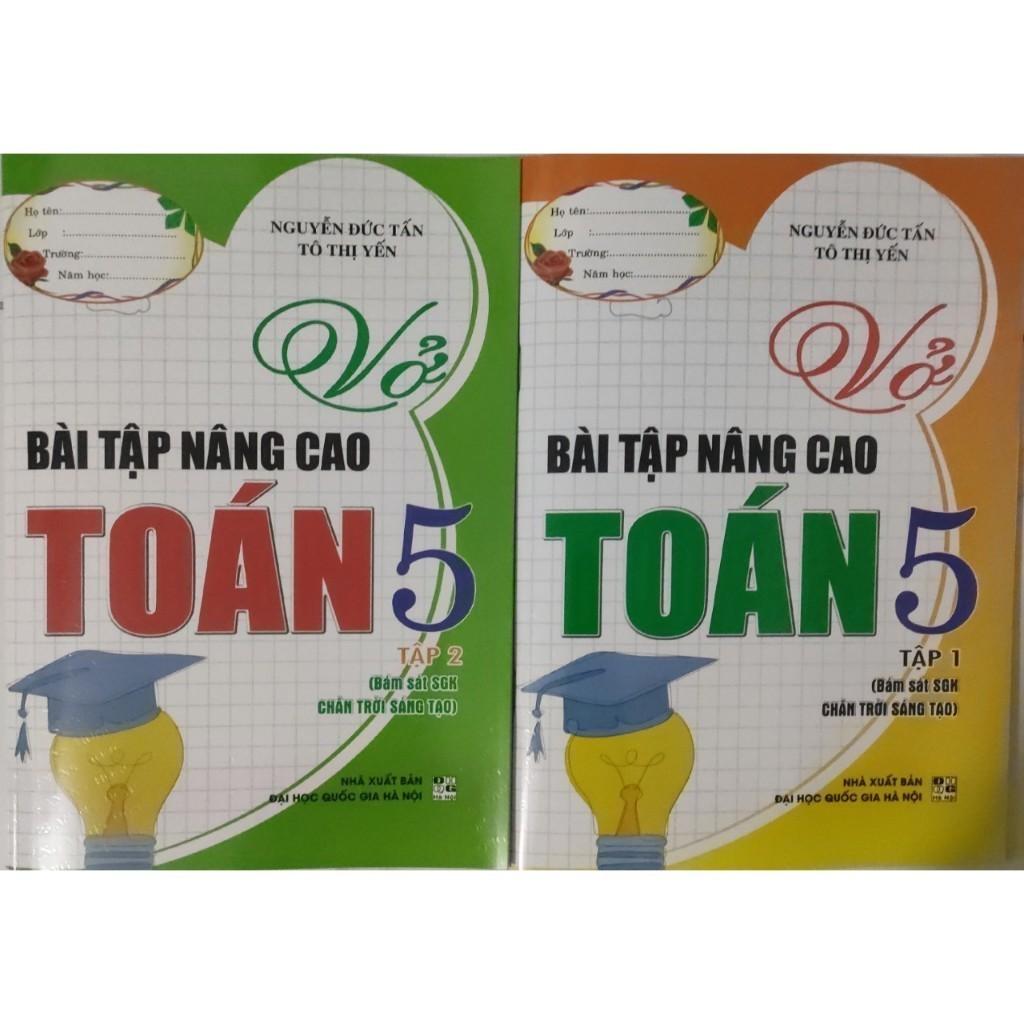 Họ tên:
Lớp :
Trường:
Năm học:
NGUYỄN ĐỨC TẤN
TÔ THỊ YẾN
Vở
BÀI TẬP NÂNG CAO
TOÁN 5
TẬP 2
(Bám sát SGK
CHÂN TRỜI SÁNG TẠO)
NHÀ XUẤT BẢN
ĐẠI HỌC QUỐC GIA HÀ NỘI
Họ tên:
Lớp :
Trường:
Năm học:
NGUYỄN ĐỨC TẤN
TÔ THỊ YẾN
Vở
BÀI TẬP NÂNG CAO
TOÁN 5
TẬP 1
(Bám sát SGK
CHÂN TRỜI SÁNG TẠO)
NHÀ XUẤT BẢN
ĐẠI HỌC QUỐC GIA HÀ NỘI